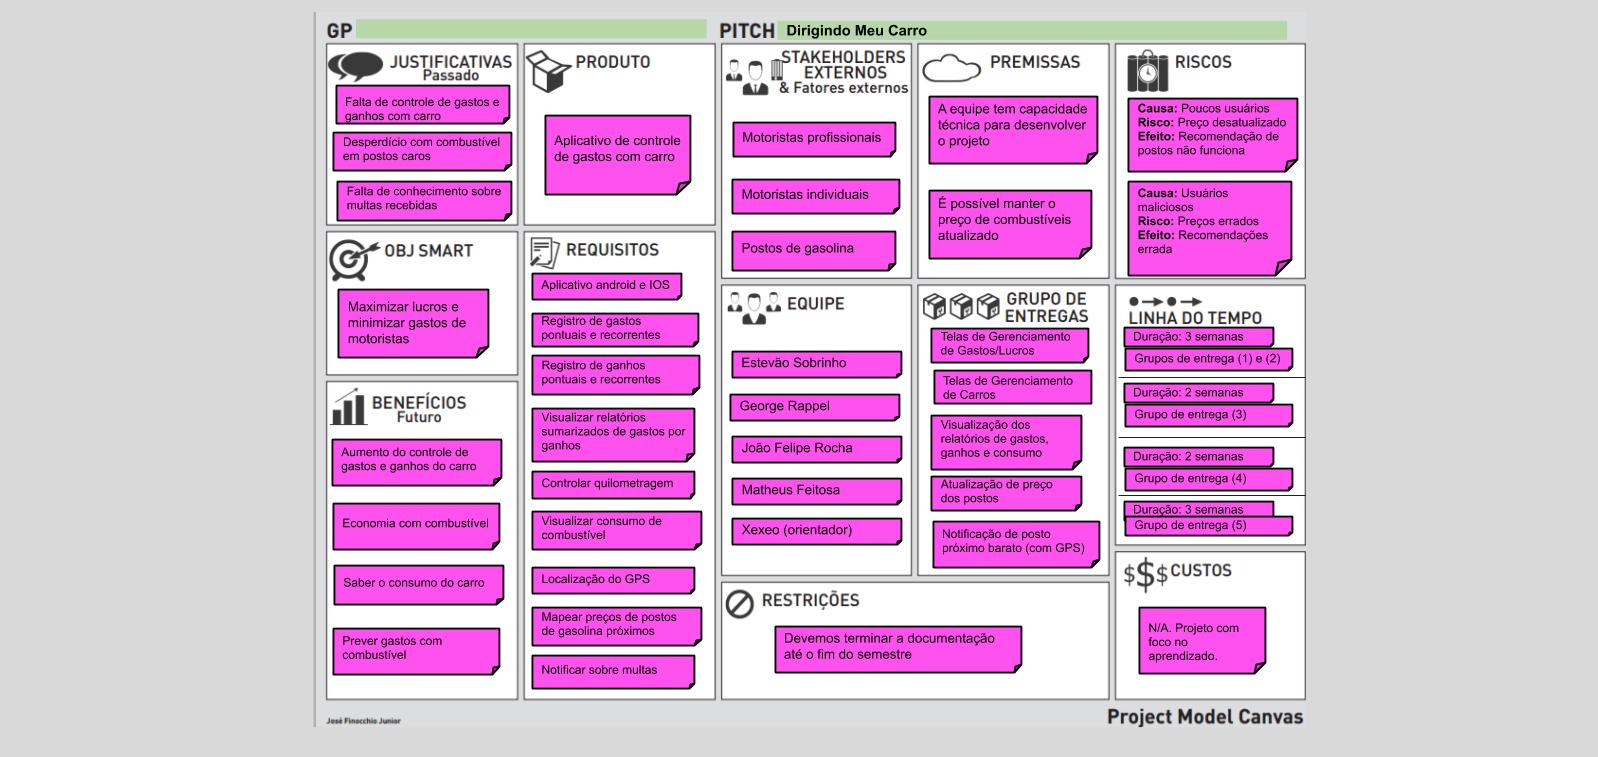 GP
PITCH
Dirigindo Meu Carro
JUSTIFICATIVAS
Passado
Falta de controle de gastos e
ganhos com carro
Desperdício com combustível
em postos caros
Falta de conhecimento sobre
multas recebidas
PRODUTO
Aplicativo de controle
de gastos com carro
STAKEHOLDERS
EXTERNOS
& Fatores externos
Motoristas profissionais
Motoristas individuais
Postos de gasolina
PREMISSAS
A equipe tem capacidade
técnica para desenvolver
o projeto
É possível manter o
preço de combustíveis
atualizado
RISCOS
Causa: Poucos usuários
Risco: Preço desatualizado
Efeito: Recomendação de
postos não funciona
Causa: Usuários
maliciosos
Risco: Preços errados
Efeito: Recomendações
errada
OBJ SMART
Maximizar lucros e
minimizar gastos de
motoristas
REQUISITOS
Aplicativo android e IOS
Registro de gastos
pontuais e recorrentes
Registro de ganhos
pontuais e recorrentes
Visualizar relatórios
sumarizados de gastos por
ganhos
Controlar quilometragem
Visualizar consumo de
combustível
Localização do GPS
Mapear preços de postos
de gasolina próximos
Notificar sobre multas
EQUIPE
Estevão Sobrinho
George Rappel
João Felipe Rocha
Matheus Feitosa
Xexeo (orientador)
GRUPO DE
ENTREGAS
Telas de Gerenciamento
de Gastos/Lucros
Telas de Gerenciamento
de Carros
Visualização dos
relatórios de gastos,
ganhos e consumo
Atualização de preço
dos postos
Notificação de posto
próximo barato (com GPS)
LINHA DO TEMPO
Duração: 3 semanas
Grupos de entrega (1) e (2)
Duração: 2 semanas
Grupo de entrega (3)
Duração: 2 semanas
Grupo de entrega (4)
Duração: 3 semanas
Grupo de entrega (5)
BENEFÍCIOS
Futuro
Aumento do controle de
gastos e ganhos do carro
Economia com combustível
Saber o consumo do carro
Prever gastos com
combustível
RESTRIÇÕES
Devemos terminar a documentação
até o fim do semestre
$$$ CUSTOS
N/A. Projeto com
foco no
aprendizado.
José Finocchio Junior
Project Model Canvas